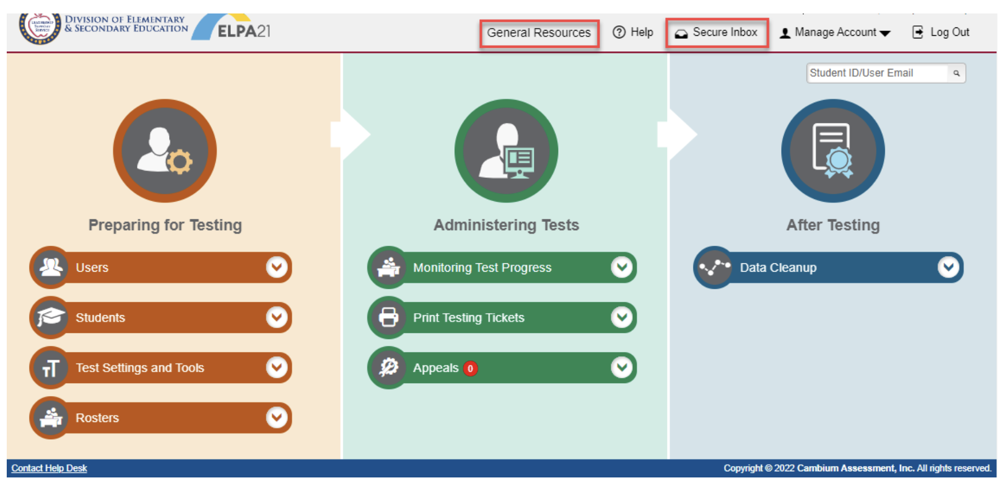 DIVISION OF ELEMENTARY
& SECONDARY EDUCATION
ELPA21
General Resources
Help
Secure Inbox
Manage Account
Log Out
Student ID/User Email
Preparing for Testing
Users
Students
TT Test Settings and Tools
Rosters
Administering Tests
Monitoring Test Progress
Print Testing Tickets
Appeals 0
After Testing
Data Cleanup
Contact Help Desk
Copyright © 2022 Cambium Assessment, Inc. All rights reserved.